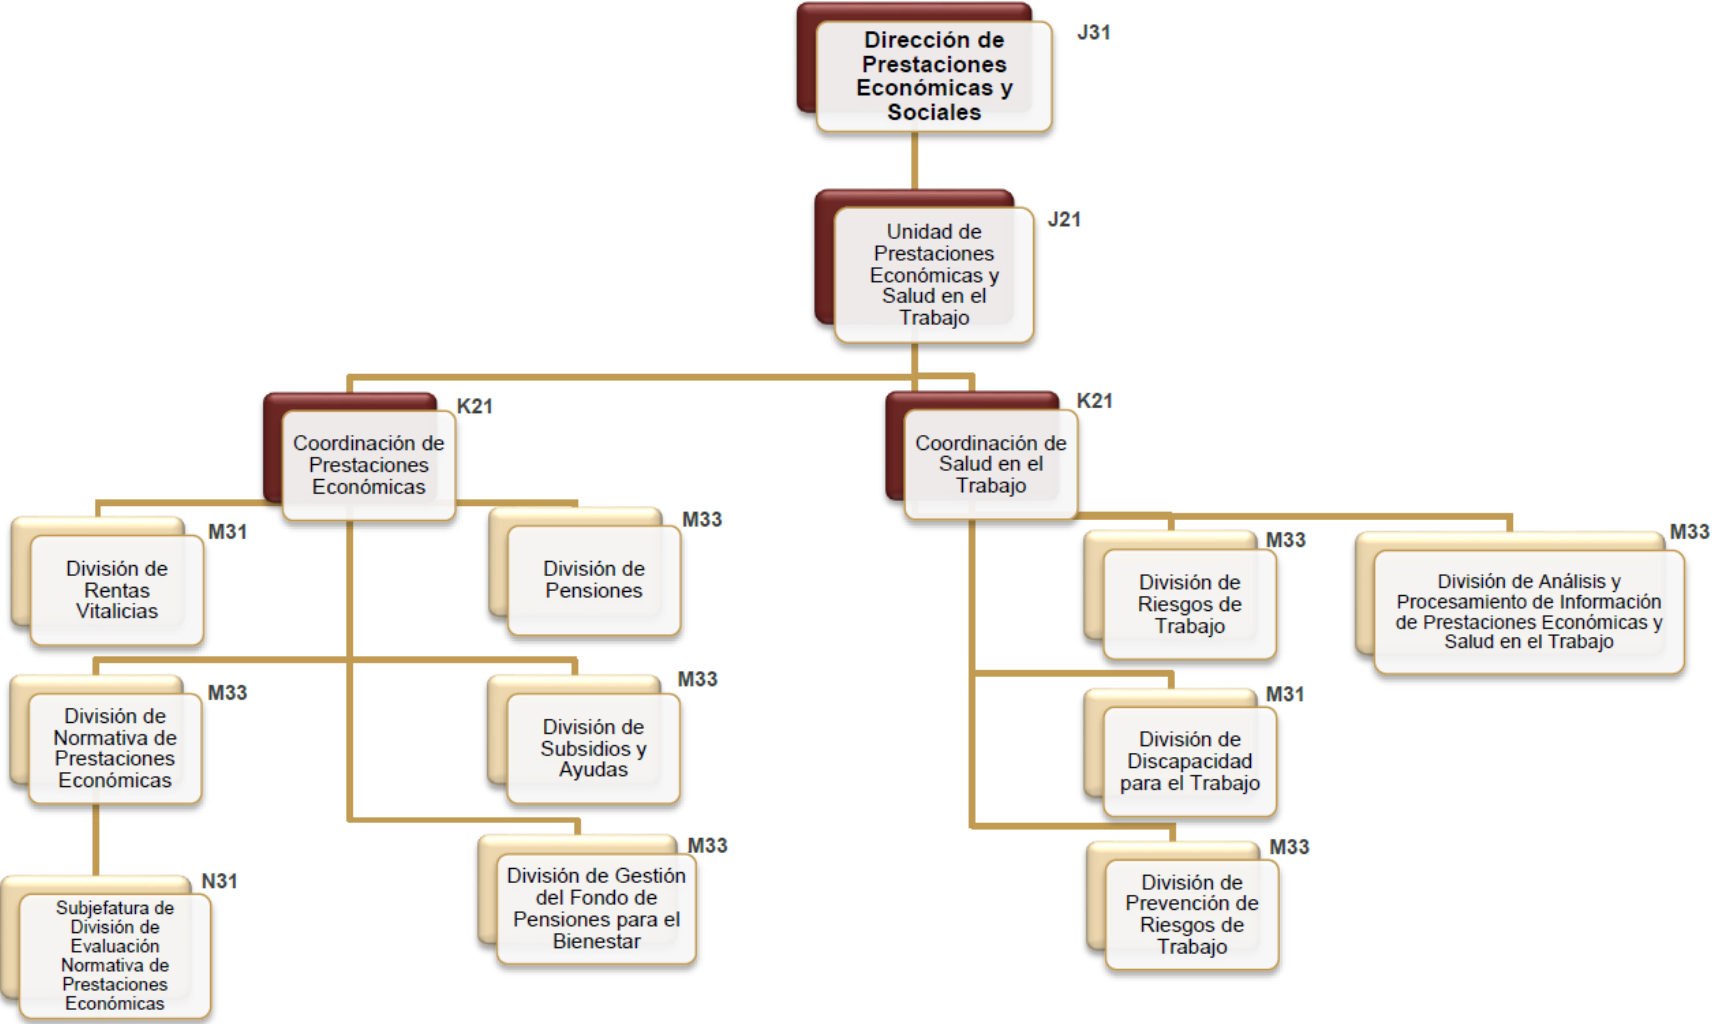 Dirección de
Prestaciones
Económicas y
Sociales
J31
Unidad de
Prestaciones
Económicas y
Salud en el
Trabajo
J21
Coordinación de
Prestaciones
Económicas
K21
Coordinación de
Salud en el
Trabajo
K21
División de
Rentas
Vitalicias
M31
División de
Pensiones
M33
División de
Riesgos de
Trabajo
M33
División de Análisis y
Procesamiento de Información
de Prestaciones Económicas y
Salud en el Trabajo
M33
División de
Normativa de
Prestaciones
Económicas
M33
División de
Subsidios y
Ayudas
M33
División de
Discapacidad
para el Trabajo
M31
Subjefatura de
División de
Evaluación
Normativa de
Prestaciones
Económicas
N31
División de Gestión
del Fondo de
Pensiones para el
Bienestar
M33
División de
Prevención de
Riesgos de
Trabajo
M33